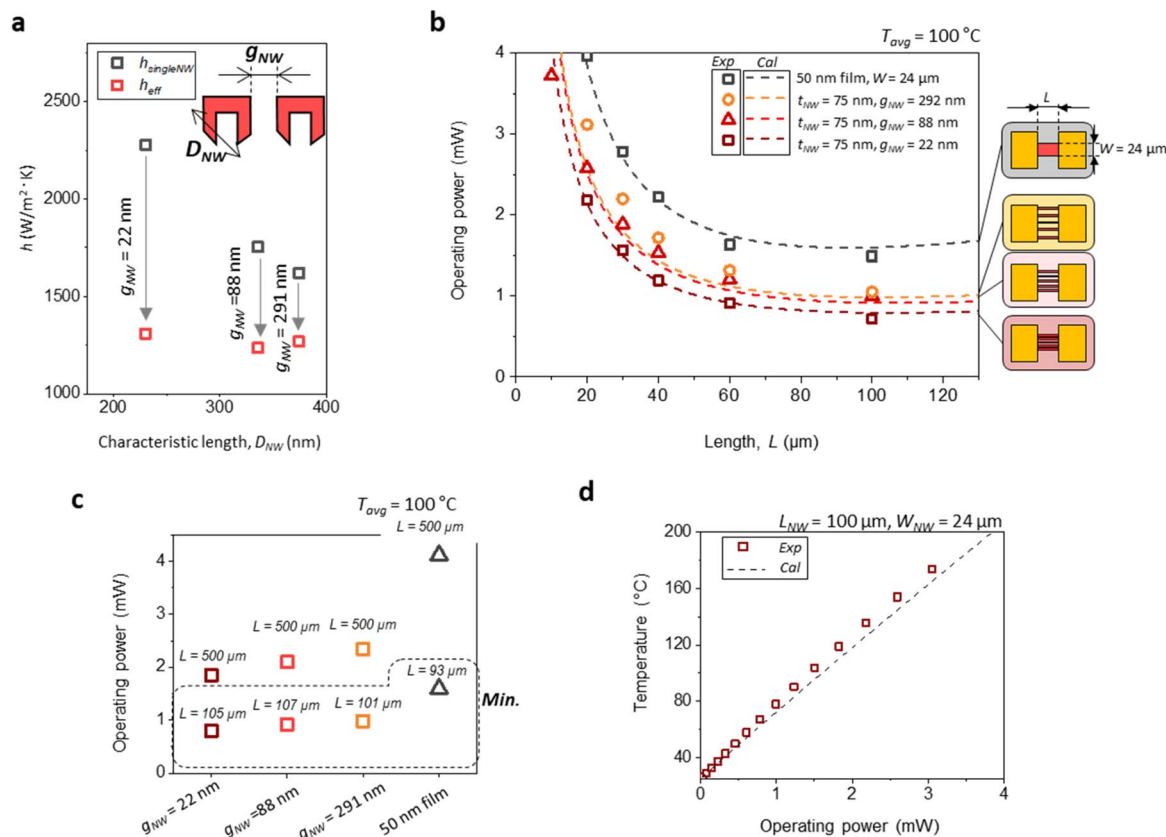 a
h_singleNW
h_eff
g_NW
D_NW
2500
2000
1500
1000
h (W/m²·K)
g_NW = 22 nm
g_NW =88 nm
g_NW = 291 nm
200
300
400
Characteristic length, D_NW (nm)
b
T_avg = 100 °C
Exp
Cal
50 nm film, W = 24 µm
t_NW = 75 nm, g_NW = 292 nm
t_NW = 75 nm, g_NW = 88 nm
t_NW = 75 nm, g_NW = 22 nm
4
3
2
1
0
Operating power (mW)
0
20
40
60
80
100
120
Length, L (µm)
L
W = 24 µm
c
T_avg = 100 °C
L = 500 µm
L = 500 µm
L = 500 µm
L = 500 µm
L = 93 µm
Min.
L = 105 µm
L = 107 µm
L = 101 µm
4
3
2
1
0
Operating power (mW)
g_NW = 22 nm
g_NW =88 nm
g_NW = 291 nm
50 nm film
d
L_NW = 100 µm, W_NW = 24 µm
Exp
Cal
200
160
120
80
40
Temperature (°C)
0
1
2
3
4
Operating power (mW)